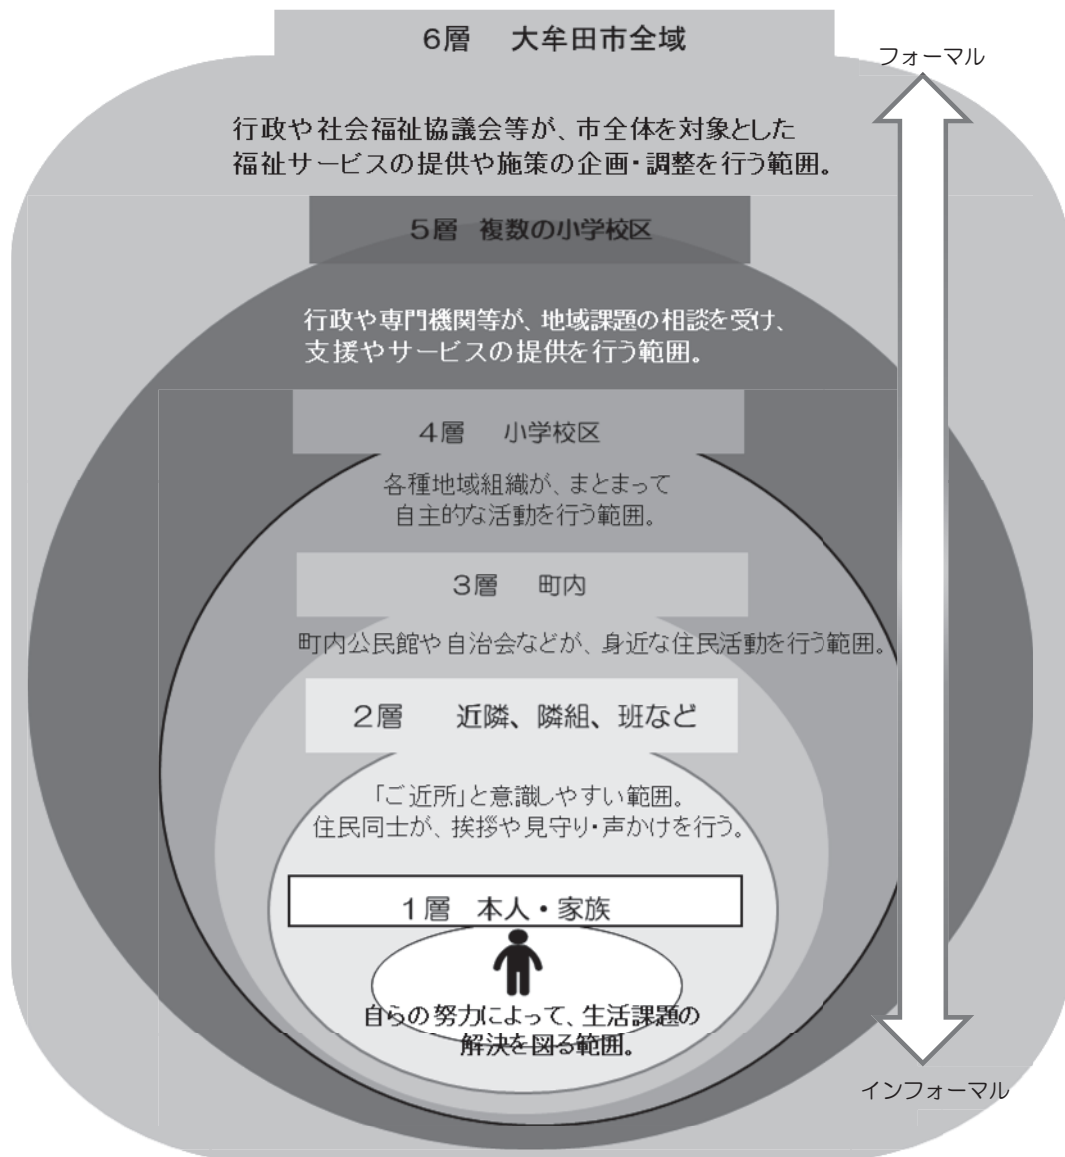 6層 大牟田市全域
フォーマル
行政や社会福祉協議会等が、市全体を対象とした
福祉サービスの提供や施策の企画・調整を行う範囲。
5層 複数の小学校区
行政や専門機関等が、地域課題の相談を受け、
支援やサービスの提供を行う範囲。
4層 小学校区
各種地域組織が、まとまって
自主的な活動を行う範囲。
3層 町内
町内公民館や自治会などが、身近な住民活動を行う範囲。
2層 近隣、隣組、班など
「ご近所」と意識しやすい範囲。
住民同士が、挨拶や見守り・声かけを行う。
1層 本人・家族
自らの努力によって、生活課題の
解決を図る範囲。
インフォーマル